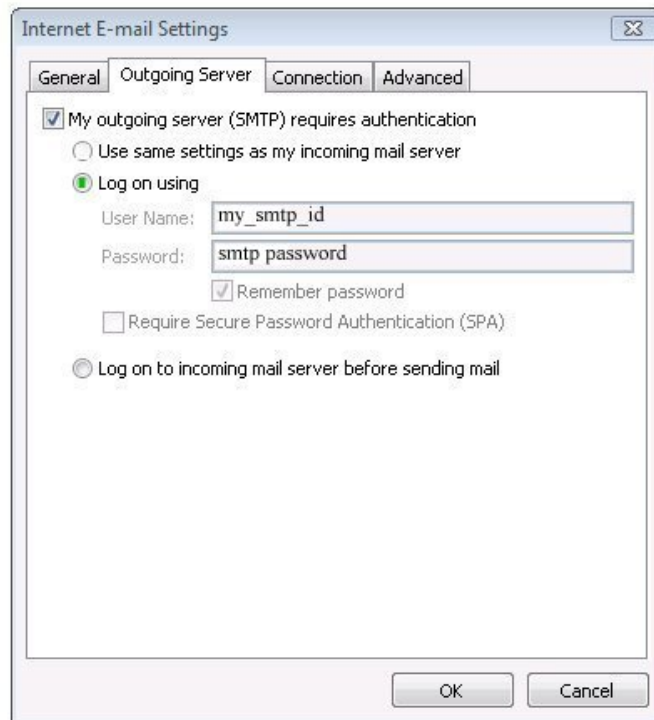 Internet E-mail Settings
General Outgoing Server Connection Advanced
My outgoing server (SMTP) requires authentication
Use same settings as my incoming mail server
Log on using
User Name: my_smtp_id
Password: smtp password
Remember password
Require Secure Password Authentication (SPA)
Log on to incoming mail server before sending mail
OK Cancel